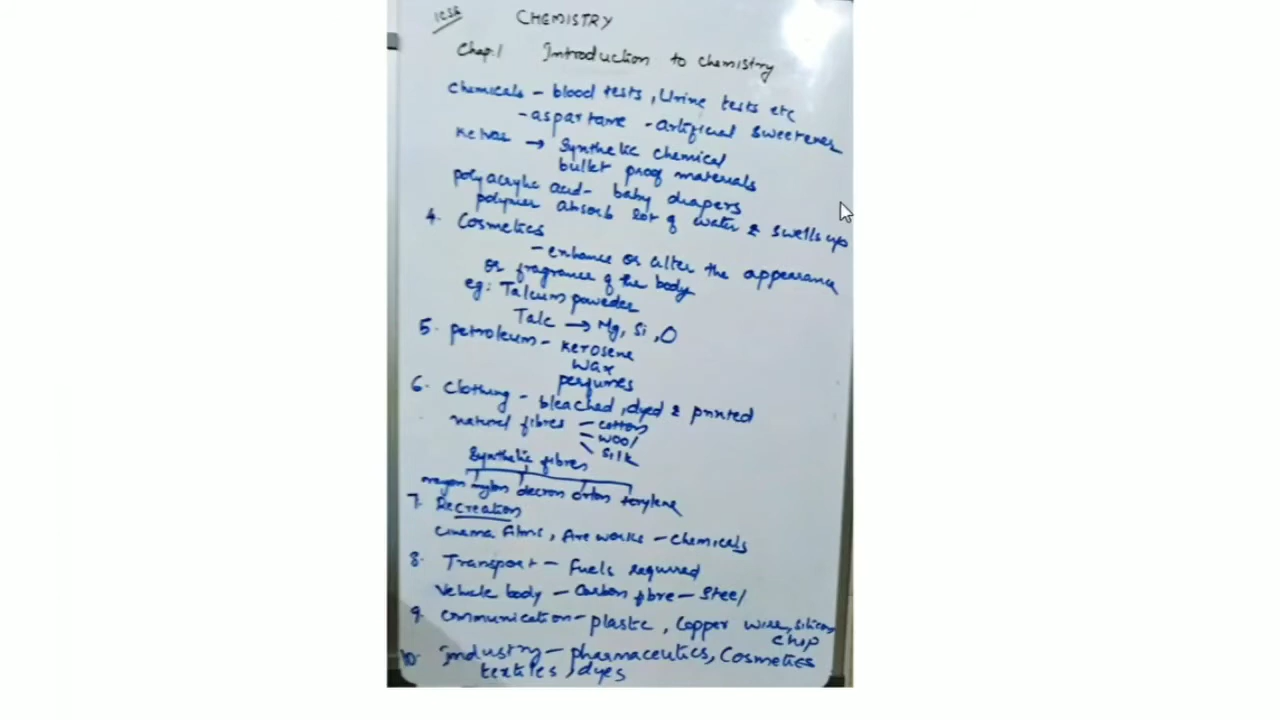 ICSE
CHEMISTRY
Chap:1 Introduction to chemistry
chemicals - blood tests, Urine tests etc
- aspartame - artificial sweetener
Kevlar → Synthetic chemical
bullet proof materials
polyacrylic acid - baby diapers
polymer absorb lot of water & swells up
4. Cosmetics
- enhance or alter the appearance
or fragrance of the body
eg: Talcum powder
Talc → Mg, Si, O
5. petroleum - kerosene
wax
perfumes
6. Clothing - bleached, dyed & printed
natural fibres - cotton
- wool
\ Silk
Synthetic fibres
nylon decron orlon terylene
7. Recreation
cinema films, fireworks - chemicals
8. Transport - fuels required
Vehicle body - Carbon fibre - Steel
9. communication - plastic, Copper wire, silicon
chip
10. Industry - pharmaceutics, Cosmetics
textiles, dyes